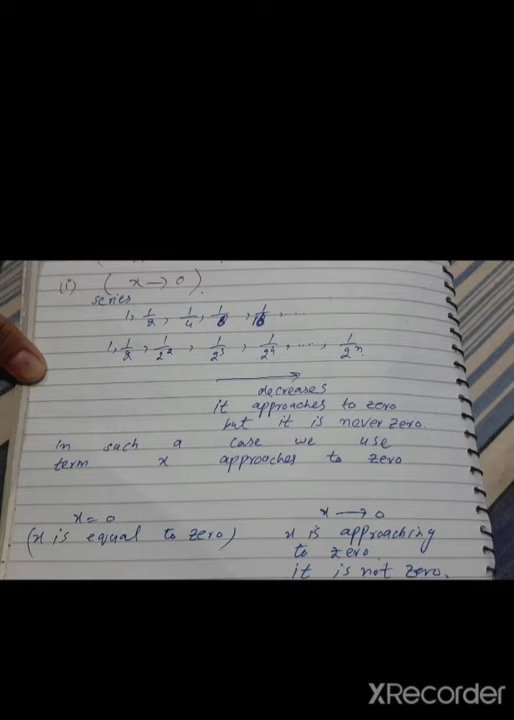 (i) (x → 0).
series
1, 1/2, 1/4, 1/8, 1/16, ....
1, 1/2, 1/2², 1/2³, 1/2⁴, ...., 1/2ⁿ
decreases
it approaches to zero
but it is never zero.
in such a case we use
term x approaches to zero
x = 0 x → 0
(x is equal to zero) x is approaching
to zero.
it is not zero.
XRecorder